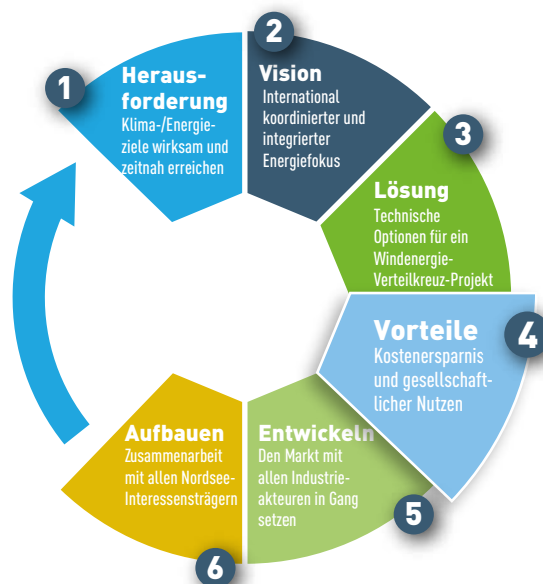 1
Heraus-
forderung
Klima-/Energie-
ziele wirksam und
zeitnah erreichen
2
Vision
International
koordinierter und
integrierter
Energiefokus
3
Lösung
Technische
Optionen für ein
Windenergie-
Verteilkreuz-Projekt
4
Vorteile
Kostenersparnis
und gesellschaft-
licher Nutzen
5
Entwickeln
Den Markt mit
allen Industrie-
akteuren in Gang
setzen
6
Aufbauen
Zusammenarbeit
mit allen Nordsee-
Interessensträgern